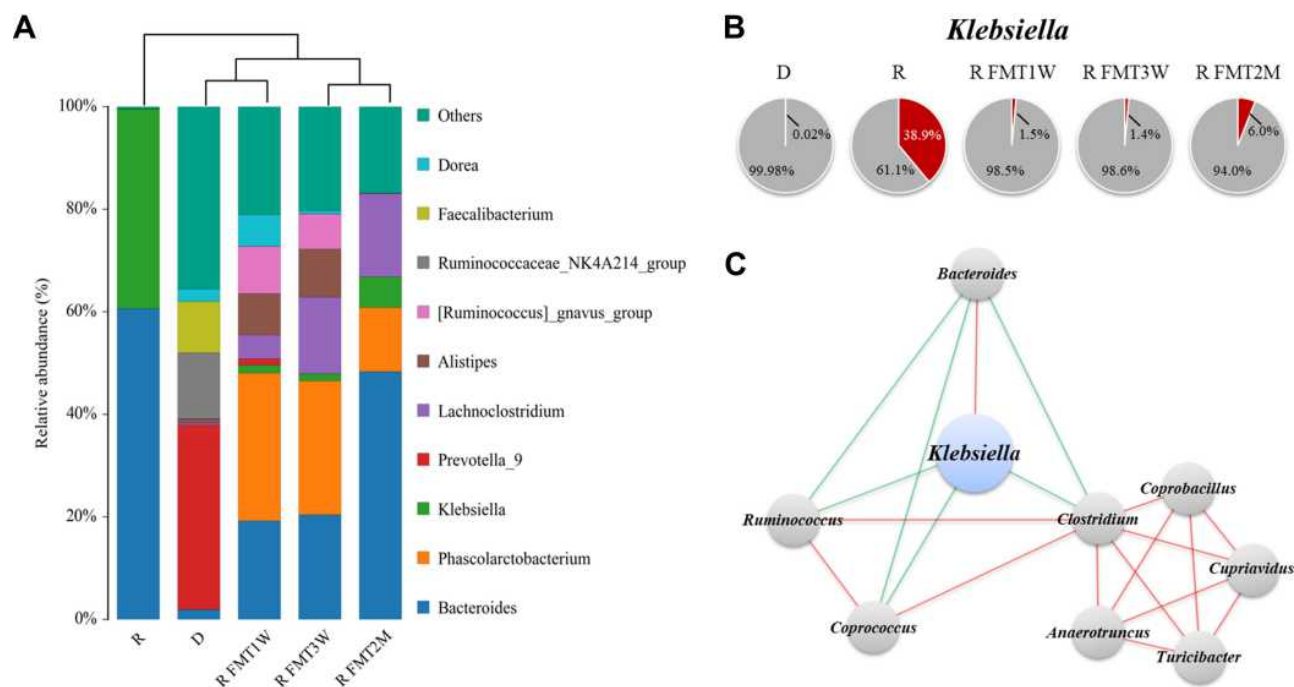 A
Relative abundance (%)
100%
80%
60%
40%
20%
0%
R
D
R FMT1W
R FMT3W
R FMT2M
Others
Dorea
Faecalibacterium
Ruminococcaceae_NK4A214_group
[Ruminococcus]_gnavus_group
Alistipes
Lachnoclostridium
Prevotella_9
Klebsiella
Phascolarctobacterium
Bacteroides
B
Klebsiella
D
R
R FMT1W
R FMT3W
R FMT2M
0.02%
99.98%
38.9%
61.1%
1.5%
98.5%
1.4%
98.6%
6.0%
94.0%
C
Bacteroides
Klebsiella
Ruminococcus
Clostridium
Coprobacillus
Cupriavidus
Coprococcus
Anaerotruncus
Turicibacter